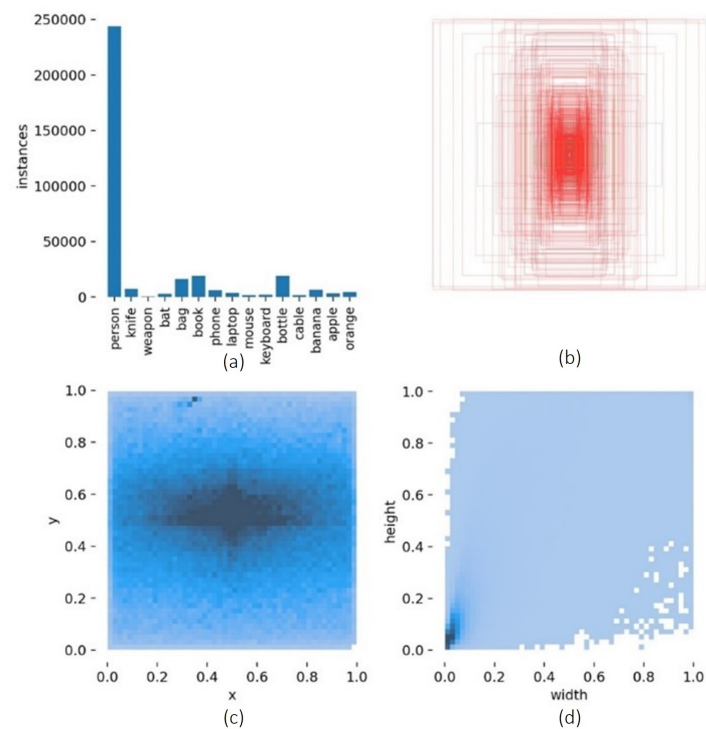 250000
200000
150000
100000
50000
0
instances
person
knife
weapon
bat
bag
book
phone
laptop
mouse
keyboard
bottle
cable
banana
apple
orange
(a)
(b)
1.0
0.8
0.6
0.4
0.2
0.0
y
0.0 0.2 0.4 0.6 0.8 1.0
x
(c)
1.0
0.8
0.6
0.4
0.2
0.0
height
0.0 0.2 0.4 0.6 0.8 1.0
width
(d)